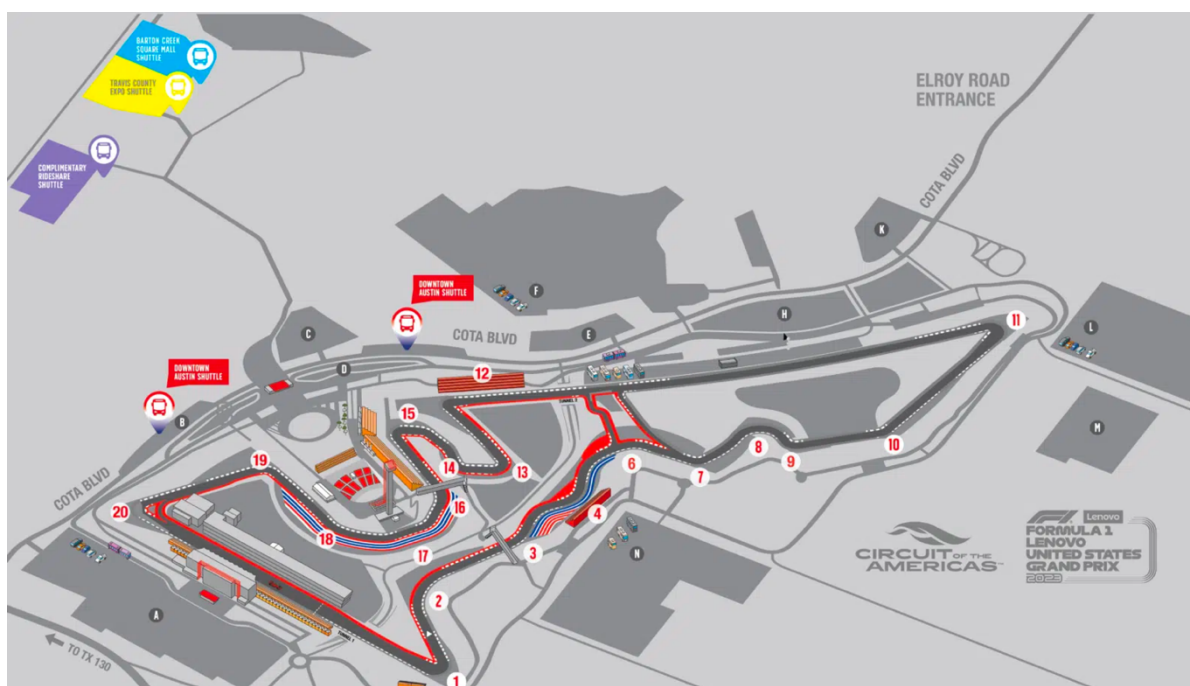 BARTON CREEK
SQUARE MALL
SHUTTLE
TRAVIS COUNTY
EXPO SHUTTLE
COMPLIMENTARY
RIDESHARE
SHUTTLE
ELROY ROAD
ENTRANCE
COTA BLVD
K
DOWNTOWN
AUSTIN SHUTTLE
F
H
E
COTA BLVD
C
11
L
DOWNTOWN
AUSTIN SHUTTLE
D
12
B
15
M
8
10
19
14
13
6
9
7
COTA BLVD
20
16
4
18
17
3
N
CIRCUIT OF THE
AMERICAS
F1 Lenovo
FORMULA 1
LENOVO
UNITED STATES
GRAND PRIX
2023
2
A
TO TX 130
1